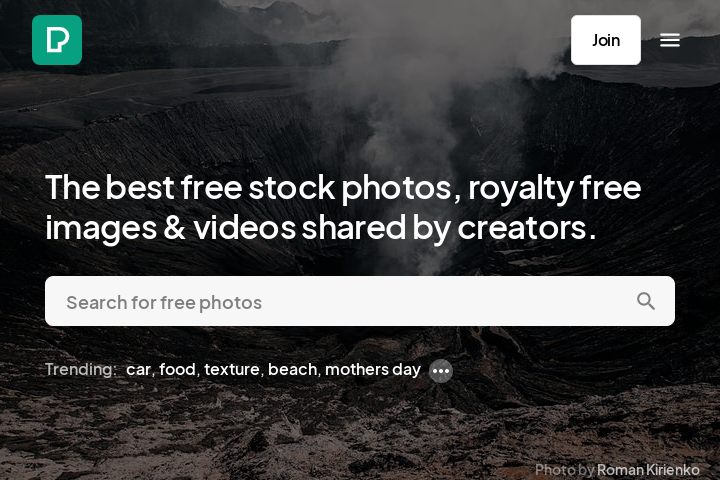 Join
The best free stock photos, royalty free
images & videos shared by creators.
Search for free photos
Trending: car, food, texture, beach, mothers day
Photo by Roman Kirienko